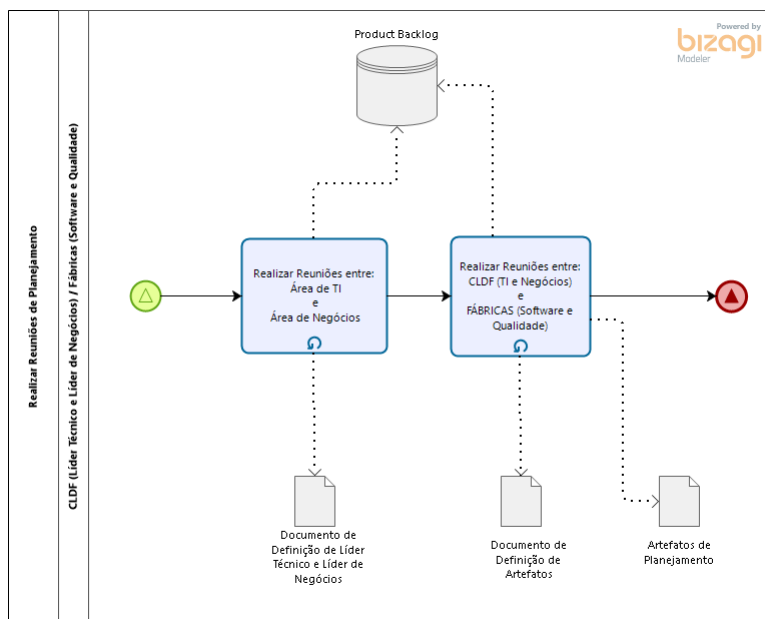 Powered by
bizagi
Modeler
Product Backlog
Realizar Reuniões de Planejamento
CLDF (Líder Técnico e Líder de Negócios) / Fábricas (Software e Qualidade)
Realizar Reuniões entre:
Área de TI
e
Área de Negócios
Realizar Reuniões entre:
CLDF (TI e Negócios)
e
FÁBRICAS (Software e
Qualidade)
Documento de
Definição de Líder
Técnico e Líder de
Negócios
Documento de
Definição de
Artefatos
Artefatos de
Planejamento